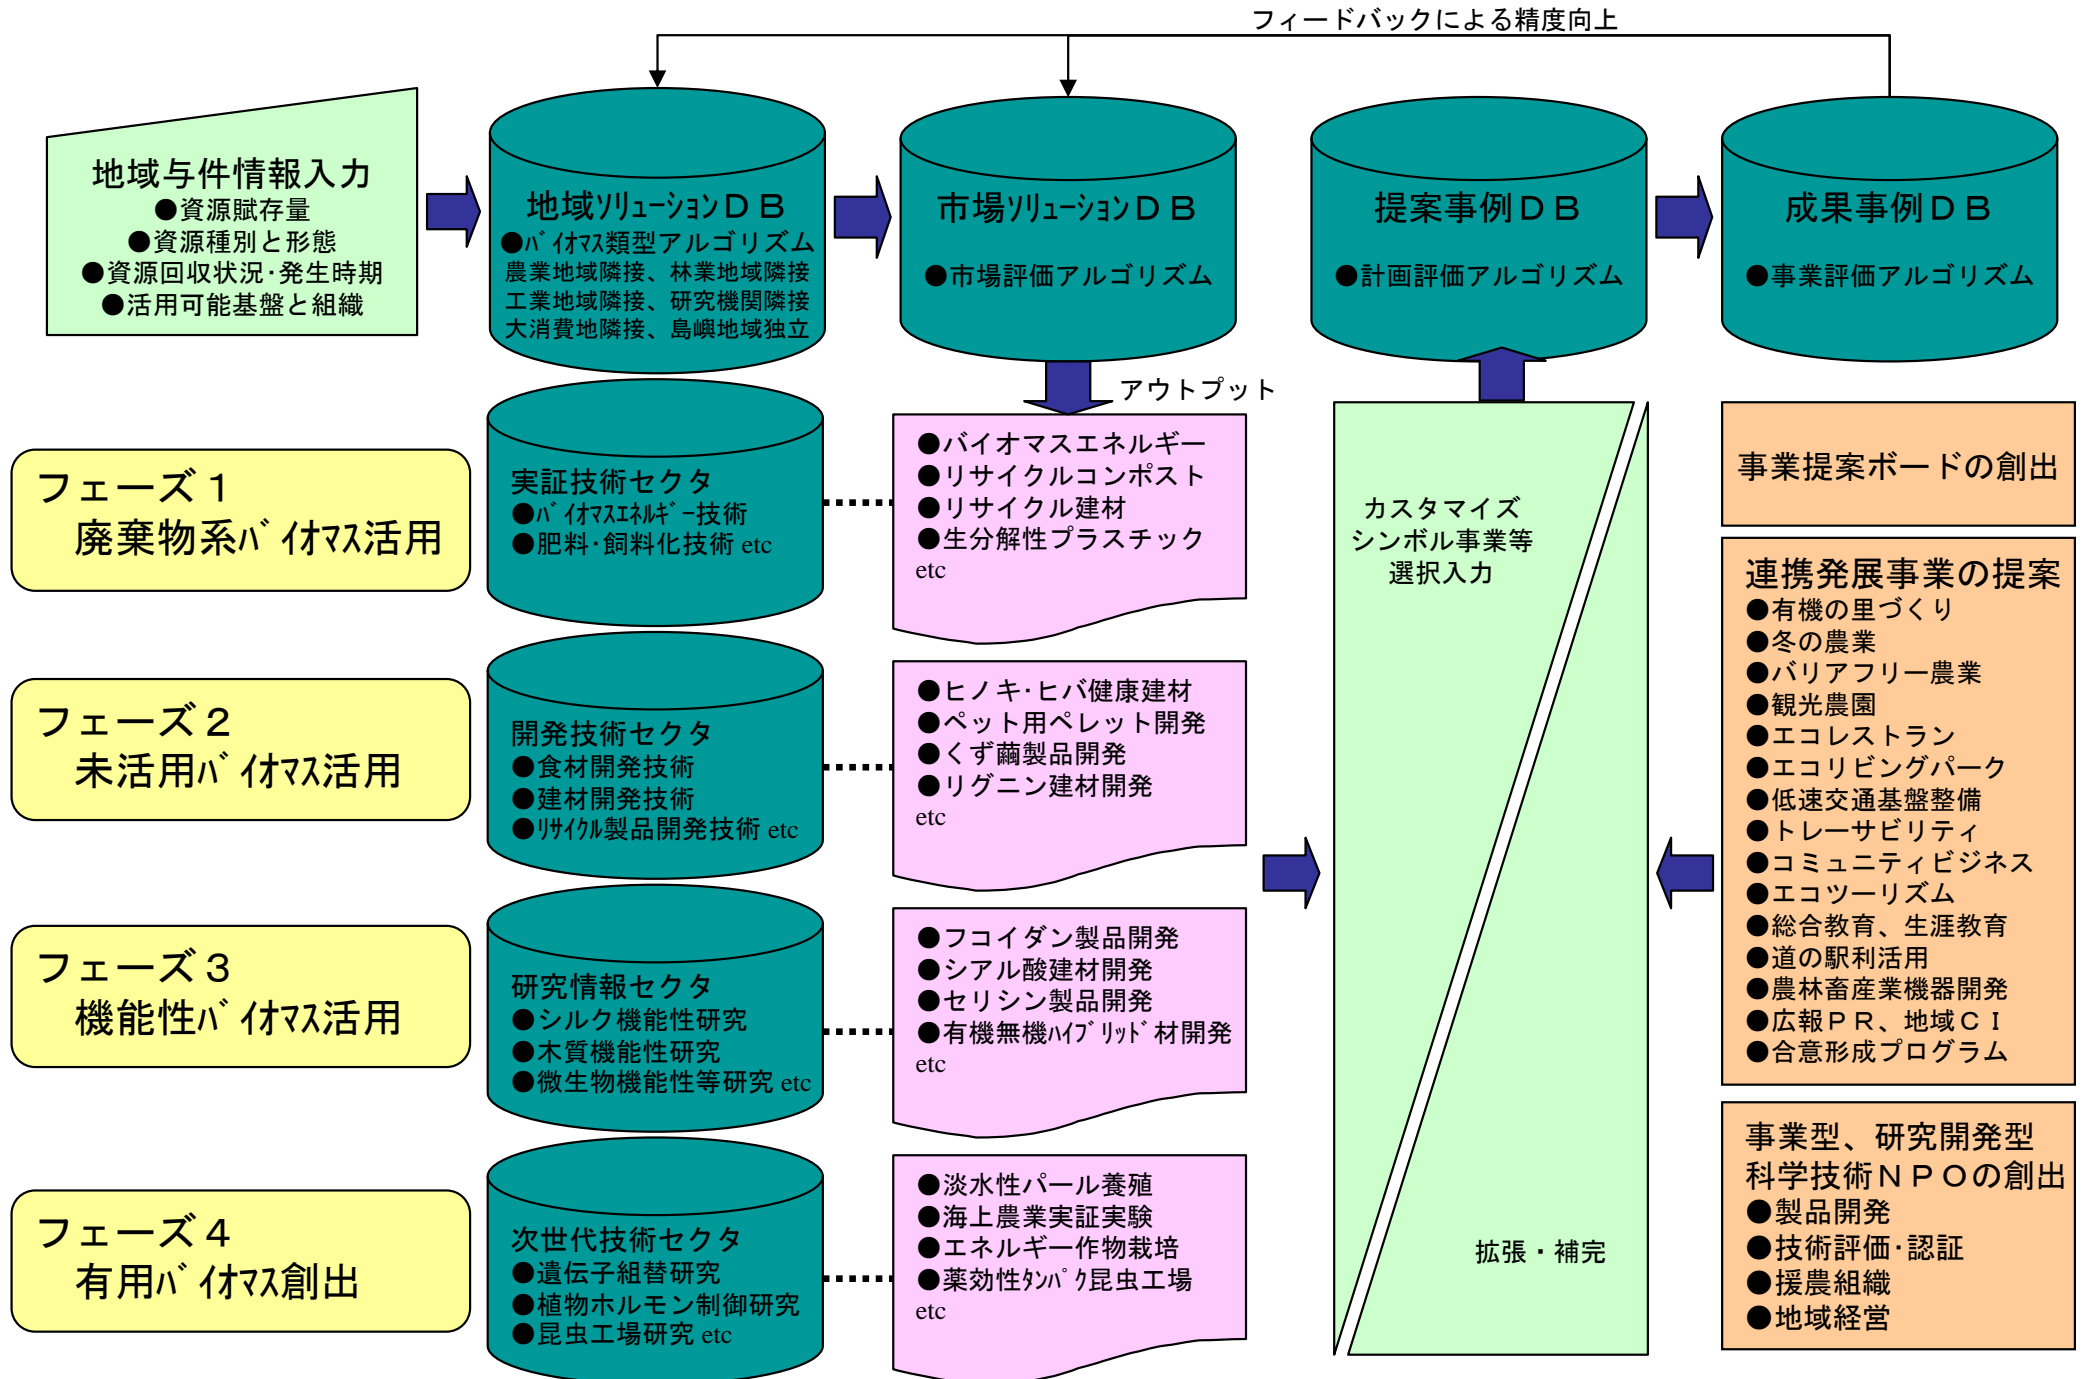 フィードバックによる精度向上
地域与件情報入力
●資源賦存量
●資源種別と形態
●資源回収状況・発生時期
●活用可能基盤と組織
地域ｿﾘｭｰｼｮﾝＤＢ
●ﾊﾞｲｵﾏｽ類型アルゴリズム
農業地域隣接、林業地域隣接
工業地域隣接、研究機関隣接
大消費地隣接、島嶼地域独立
市場ｿﾘｭｰｼｮﾝＤＢ
●市場評価アルゴリズム
提案事例ＤＢ
●計画評価アルゴリズム
成果事例ＤＢ
●事業評価アルゴリズム
アウトプット
フェーズ１
廃棄物系ﾊﾞｲｵﾏｽ活用
実証技術セクタ
●ﾊﾞｲｵﾏｽｴﾈﾙｷﾞｰ技術
●肥料・飼料化技術 etc
●バイオマスエネルギー
●リサイクルコンポスト
●リサイクル建材
●生分解性プラスチック
etc
フェーズ２
未活用ﾊﾞｲｵﾏｽ活用
開発技術セクタ
●食材開発技術
●建材開発技術
●ﾘｻｲｸﾙ製品開発技術 etc
●ヒノキ・ヒバ健康建材
●ペット用ペレット開発
●くず繭製品開発
●リグニン建材開発
etc
フェーズ３
機能性ﾊﾞｲｵﾏｽ活用
研究情報セクタ
●シルク機能性研究
●木質機能性研究
●微生物機能性等研究 etc
●フコイダン製品開発
●シアル酸建材開発
●セリシン製品開発
●有機無機ﾊｲﾌﾞﾘｯﾄﾞ材開発
etc
フェーズ４
有用ﾊﾞｲｵﾏｽ創出
次世代技術セクタ
●遺伝子組替研究
●植物ホルモン制御研究
●昆虫工場研究 etc
●淡水性パール養殖
●海上農業実証実験
●エネルギー作物栽培
●薬効性ﾀﾝﾊﾟｸ昆虫工場
etc
カスタマイズ
シンボル事業等
選択入力
拡張・補完
事業提案ボードの創出
連携発展事業の提案
●有機の里づくり
●冬の農業
●バリアフリー農業
●観光農園
●エコレストラン
●エコリビングパーク
●低速交通基盤整備
●トレーサビリティ
●コミュニティビジネス
●エコツーリズム
●総合教育、生涯教育
●道の駅利活用
●農林畜産業機器開発
●広報ＰＲ、地域ＣＩ
●合意形成プログラム
事業型、研究開発型
科学技術ＮＰＯの創出
●製品開発
●技術評価・認証
●援農組織
●地域経営